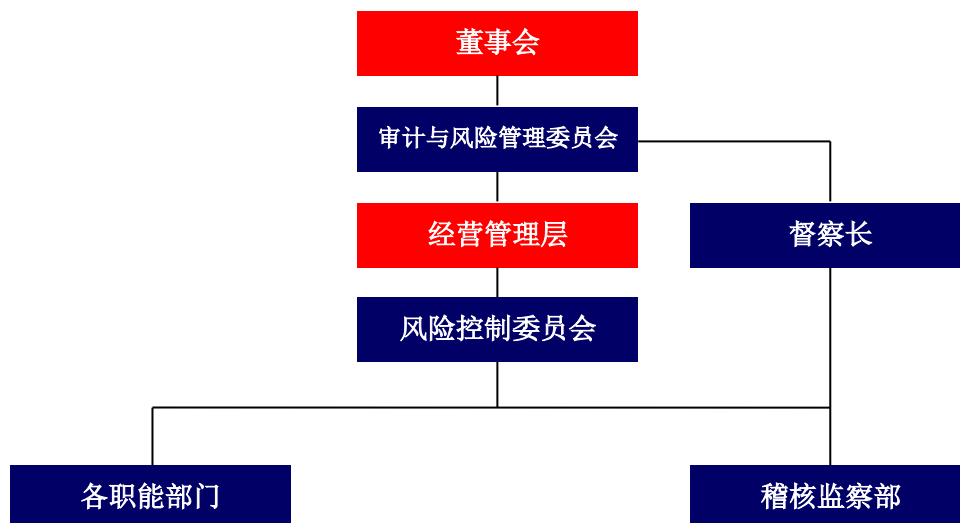 董事会
审计与风险管理委员会
经营管理层
督察长
风险控制委员会
各职能部门
稽核监察部